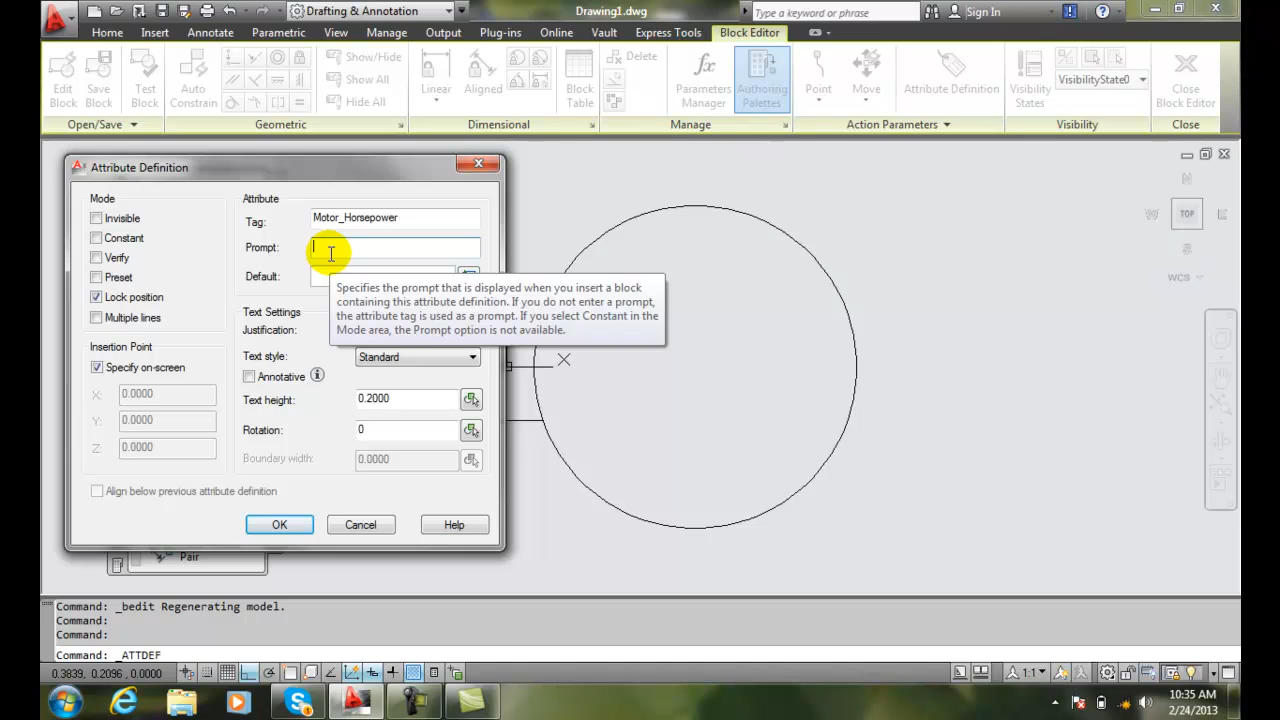 Drafting & Annotation
Drawing1.dwg
Type a keyword or phrase
Sign In
Home Insert Annotate Parametric View Manage Output Plug-ins Online Vault Express Tools Block Editor
Edit Block
Save Block
Test Block
Auto Constrain
Show/Hide
Show All
Hide All
Linear
Aligned
Block Table
Delete
Parameters Manager
Authoring Palettes
Point
Move
Attribute Definition
Visibility States
VisibilityState0
Close Block Editor
Open/Save Geometric Dimensional Manage Action Parameters Visibility Close
Attribute Definition
Mode
Invisible
Constant
Verify
Preset
Lock position
Multiple lines
Insertion Point
Specify on-screen
X: 0.0000
Y: 0.0000
Z: 0.0000
Align below previous attribute definition
Attribute
Tag: Motor_Horsepower
Prompt:
Default:
Specifies the prompt that is displayed when you insert a block
containing this attribute definition. If you do not enter a prompt,
the attribute tag is used as a prompt. If you select Constant in the
Mode area, the Prompt option is not available.
Text Settings
Justification:
Text style: Standard
Annotative
Text height: 0.2000
Rotation: 0
Boundary width: 0.0000
OK Cancel Help
Pair
N
W TOP E
S
WCS
Command: _bedit Regenerating model.
Command:
Command:
Command: _ATTDEF
0.3839, 0.2096, 0.0000
1:1
10:35 AM
2/24/2013